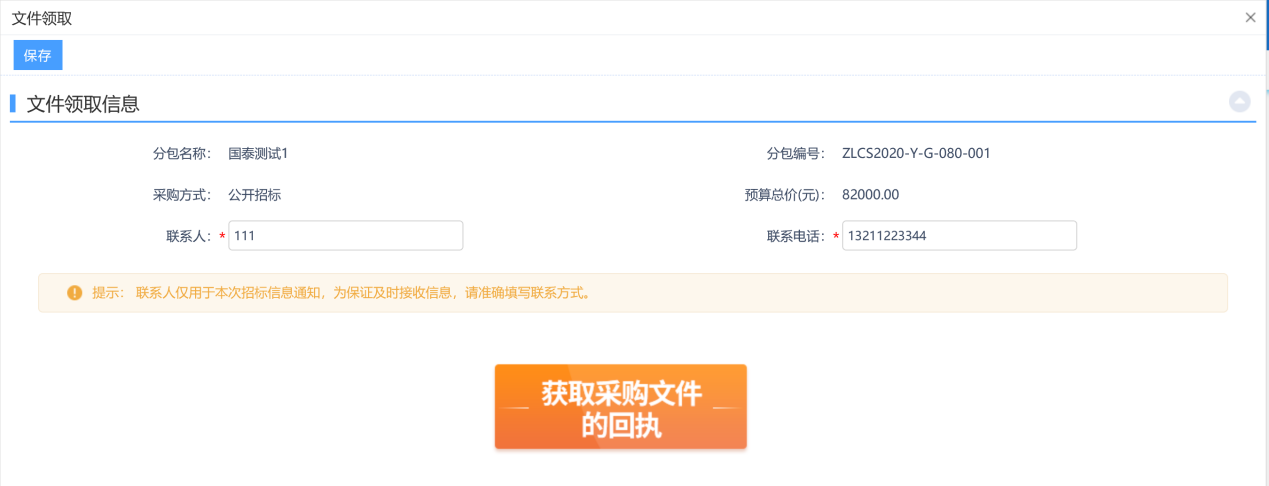 文件领取
保存
文件领取信息
分包名称： 国泰测试1 分包编号： ZLCS2020-Y-G-080-001
采购方式： 公开招标 预算总价(元)： 82000.00
联系人：* 111 联系电话：* 13211223344
提示： 联系人仅用于本次招标信息通知，为保证及时接收信息，请准确填写联系方式。
获取采购文件
的回执